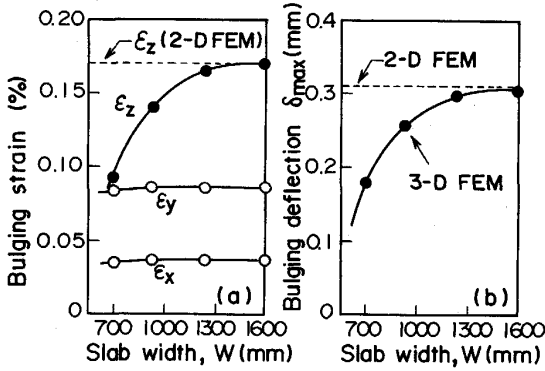 Bulging strain (%)
0.20
0.15
0.100
0.05
0
εz (2-D FEM)
εz
εy
εx
(a)
700 1000 1300 1600
Slab width, W(mm)
Bulging deflection δmax(mm)
0.4
0.3
0.2
0.1
0
2-D FEM
3-D FEM
(b)
700 1000 1300 1600
Slab width, W(mm)